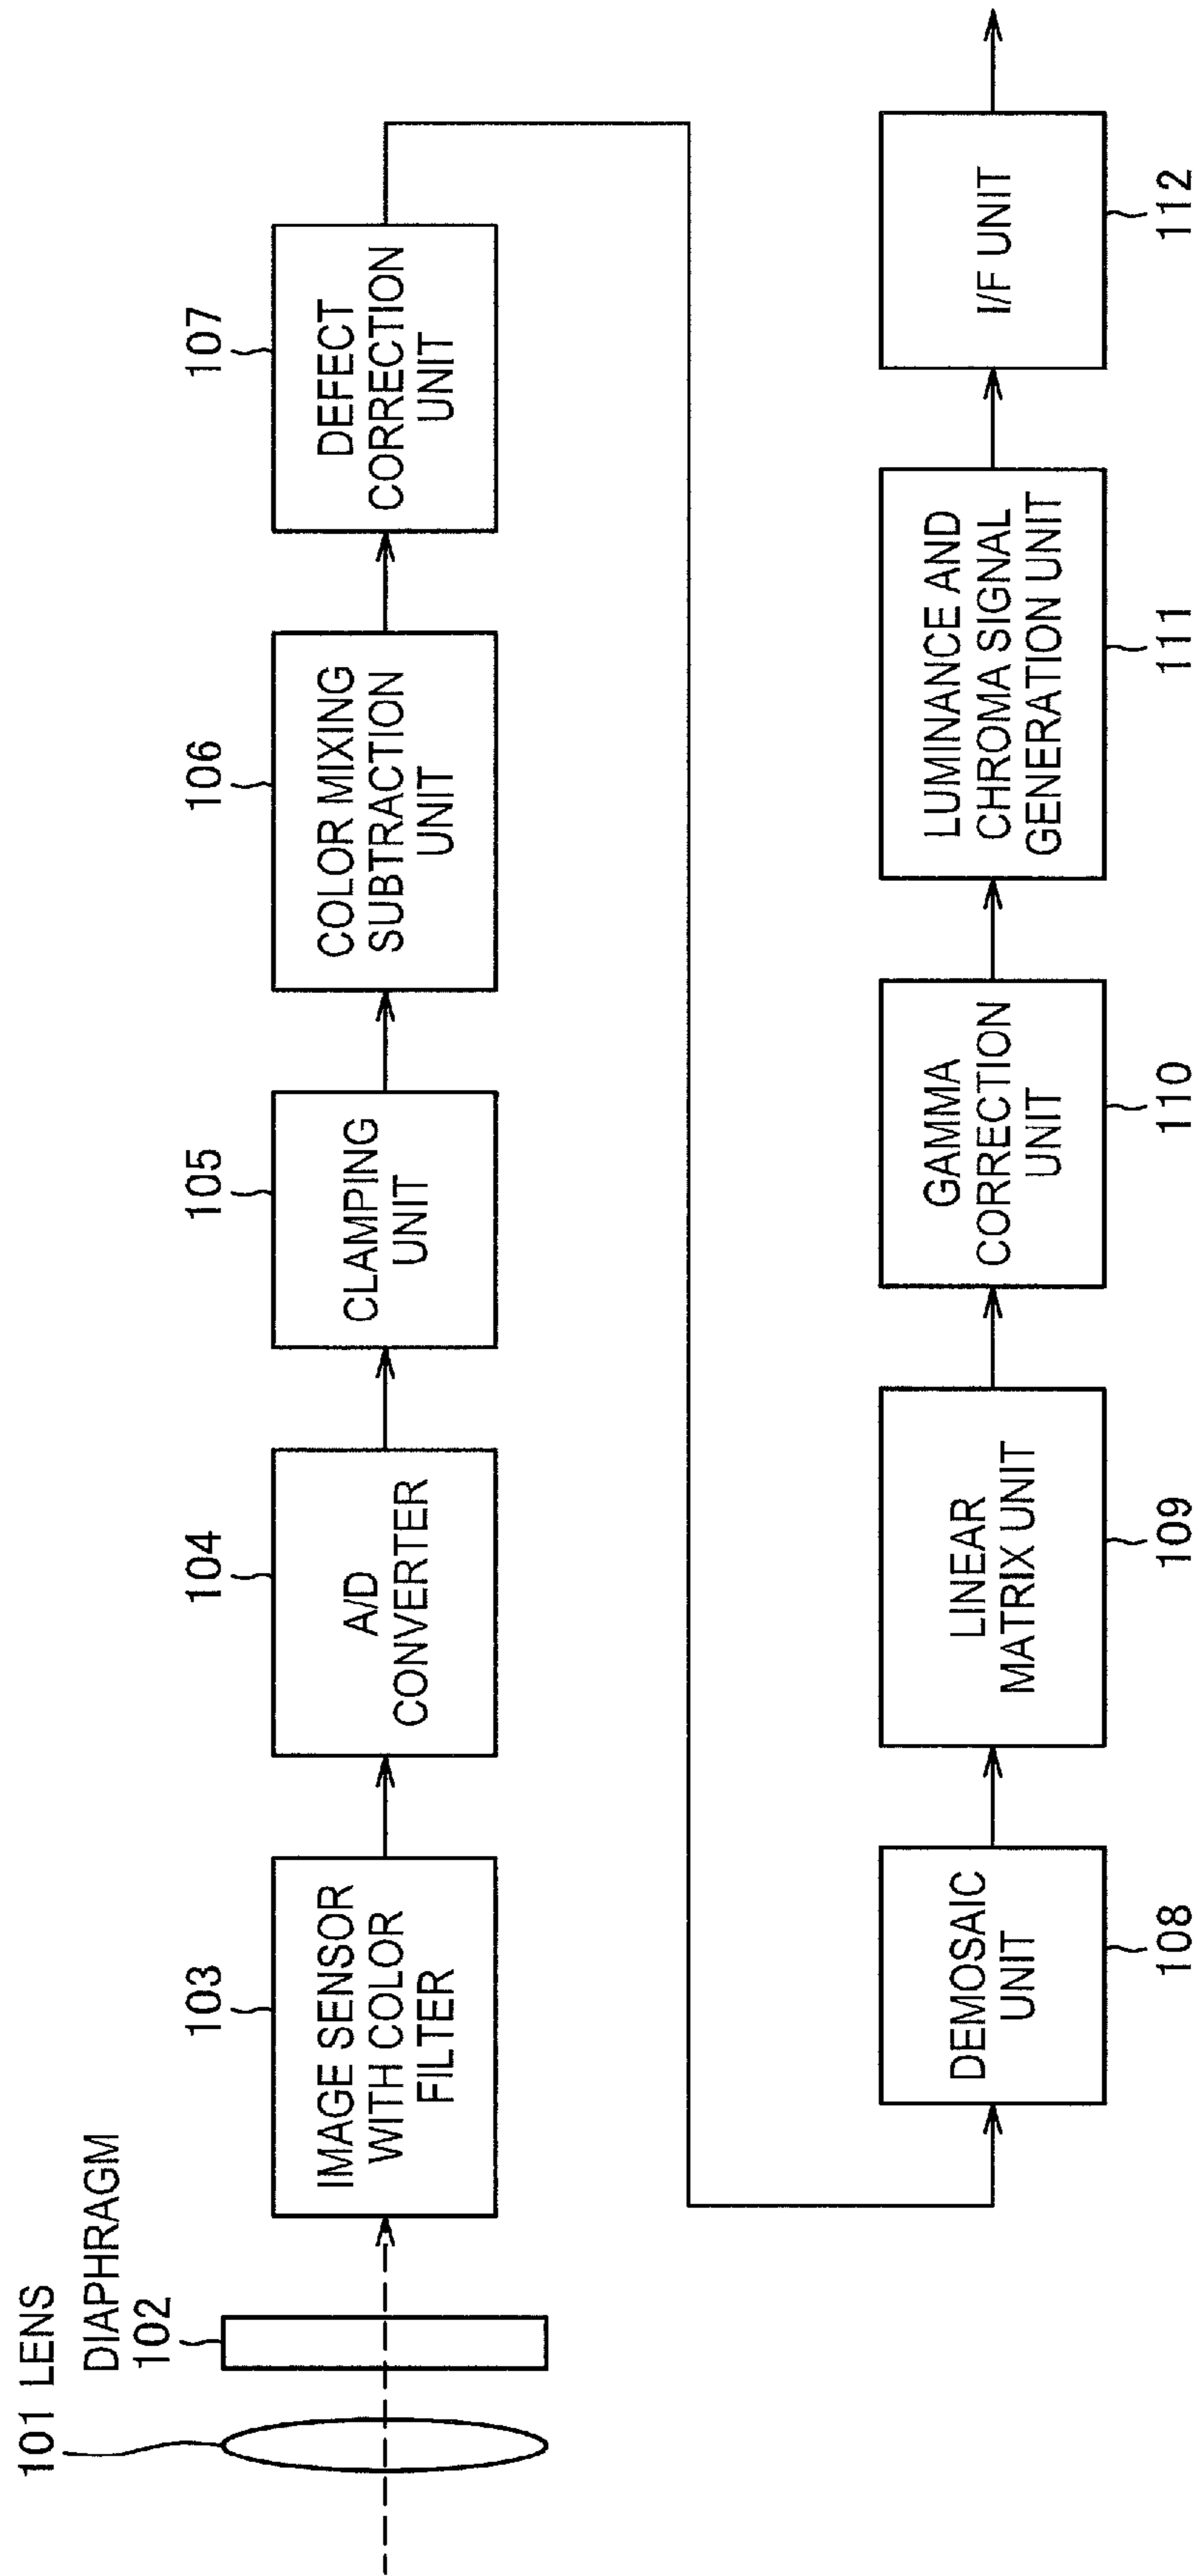 101 LENS
DIAPHRAGM
102
103
IMAGE SENSOR
WITH COLOR
FILTER
104
A/D
CONVERTER
105
CLAMPING
UNIT
106
COLOR MIXING
SUBTRACTION
UNIT
107
DEFECT
CORRECTION
UNIT
DEMOSAIC
UNIT
108
LINEAR
MATRIX UNIT
109
GAMMA
CORRECTION
UNIT
110
LUMINANCE AND
CHROMA SIGNAL
GENERATION UNIT
111
I/F UNIT
112